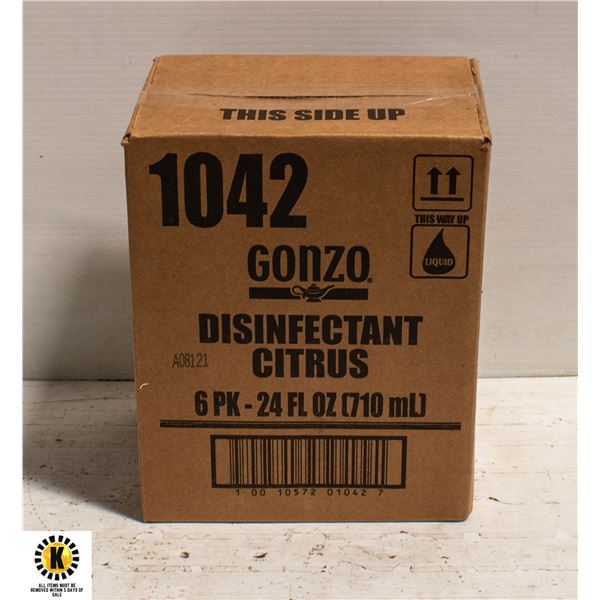 THIS SIDE UP
1042
THIS WAY UP
LIQUID
GONZO®
DISINFECTANT
CITRUS
A08121
6 PK - 24 FL OZ (710 mL)
1 00 10572 01042 7
K
ALL ITEMS MUST BE
REMOVED WITHIN 5 DAYS OF
SALE